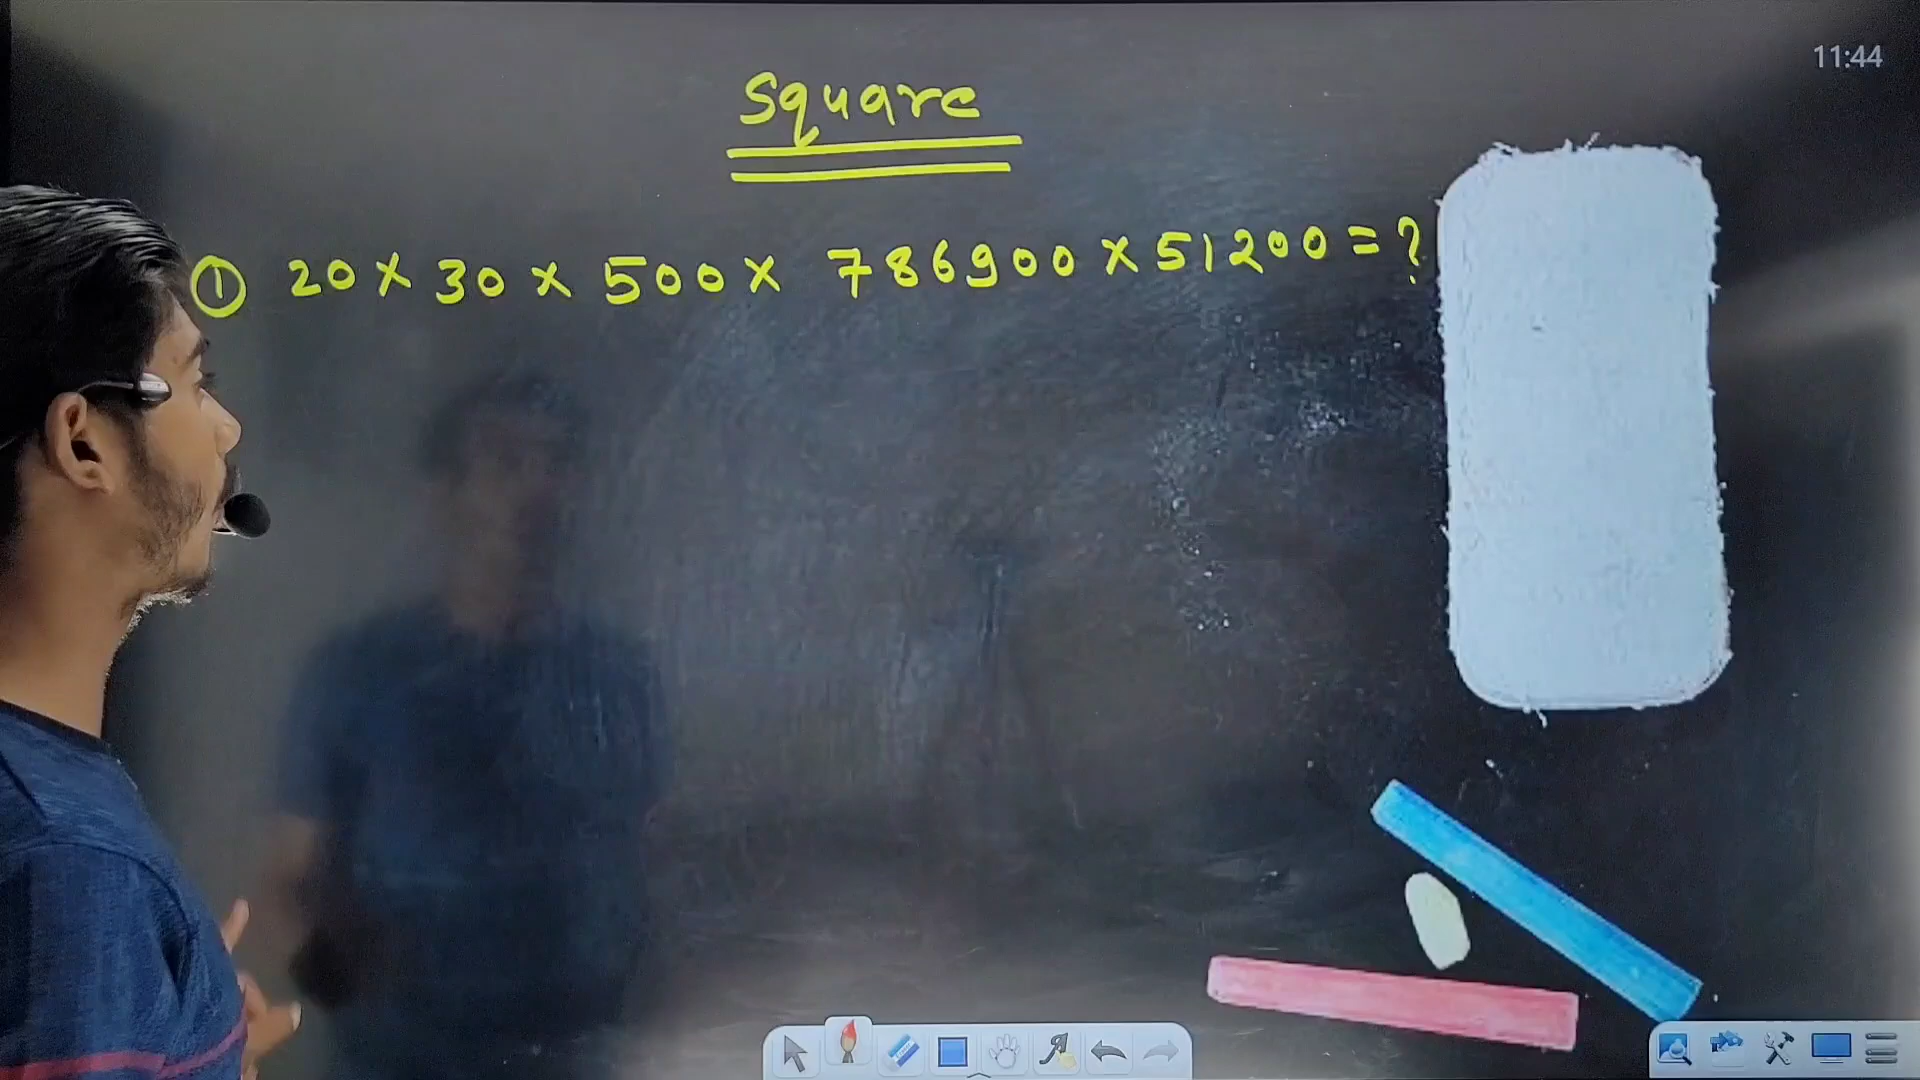 11:44
Square
① 20 × 30 × 500 × 786900 × 51200 = ?